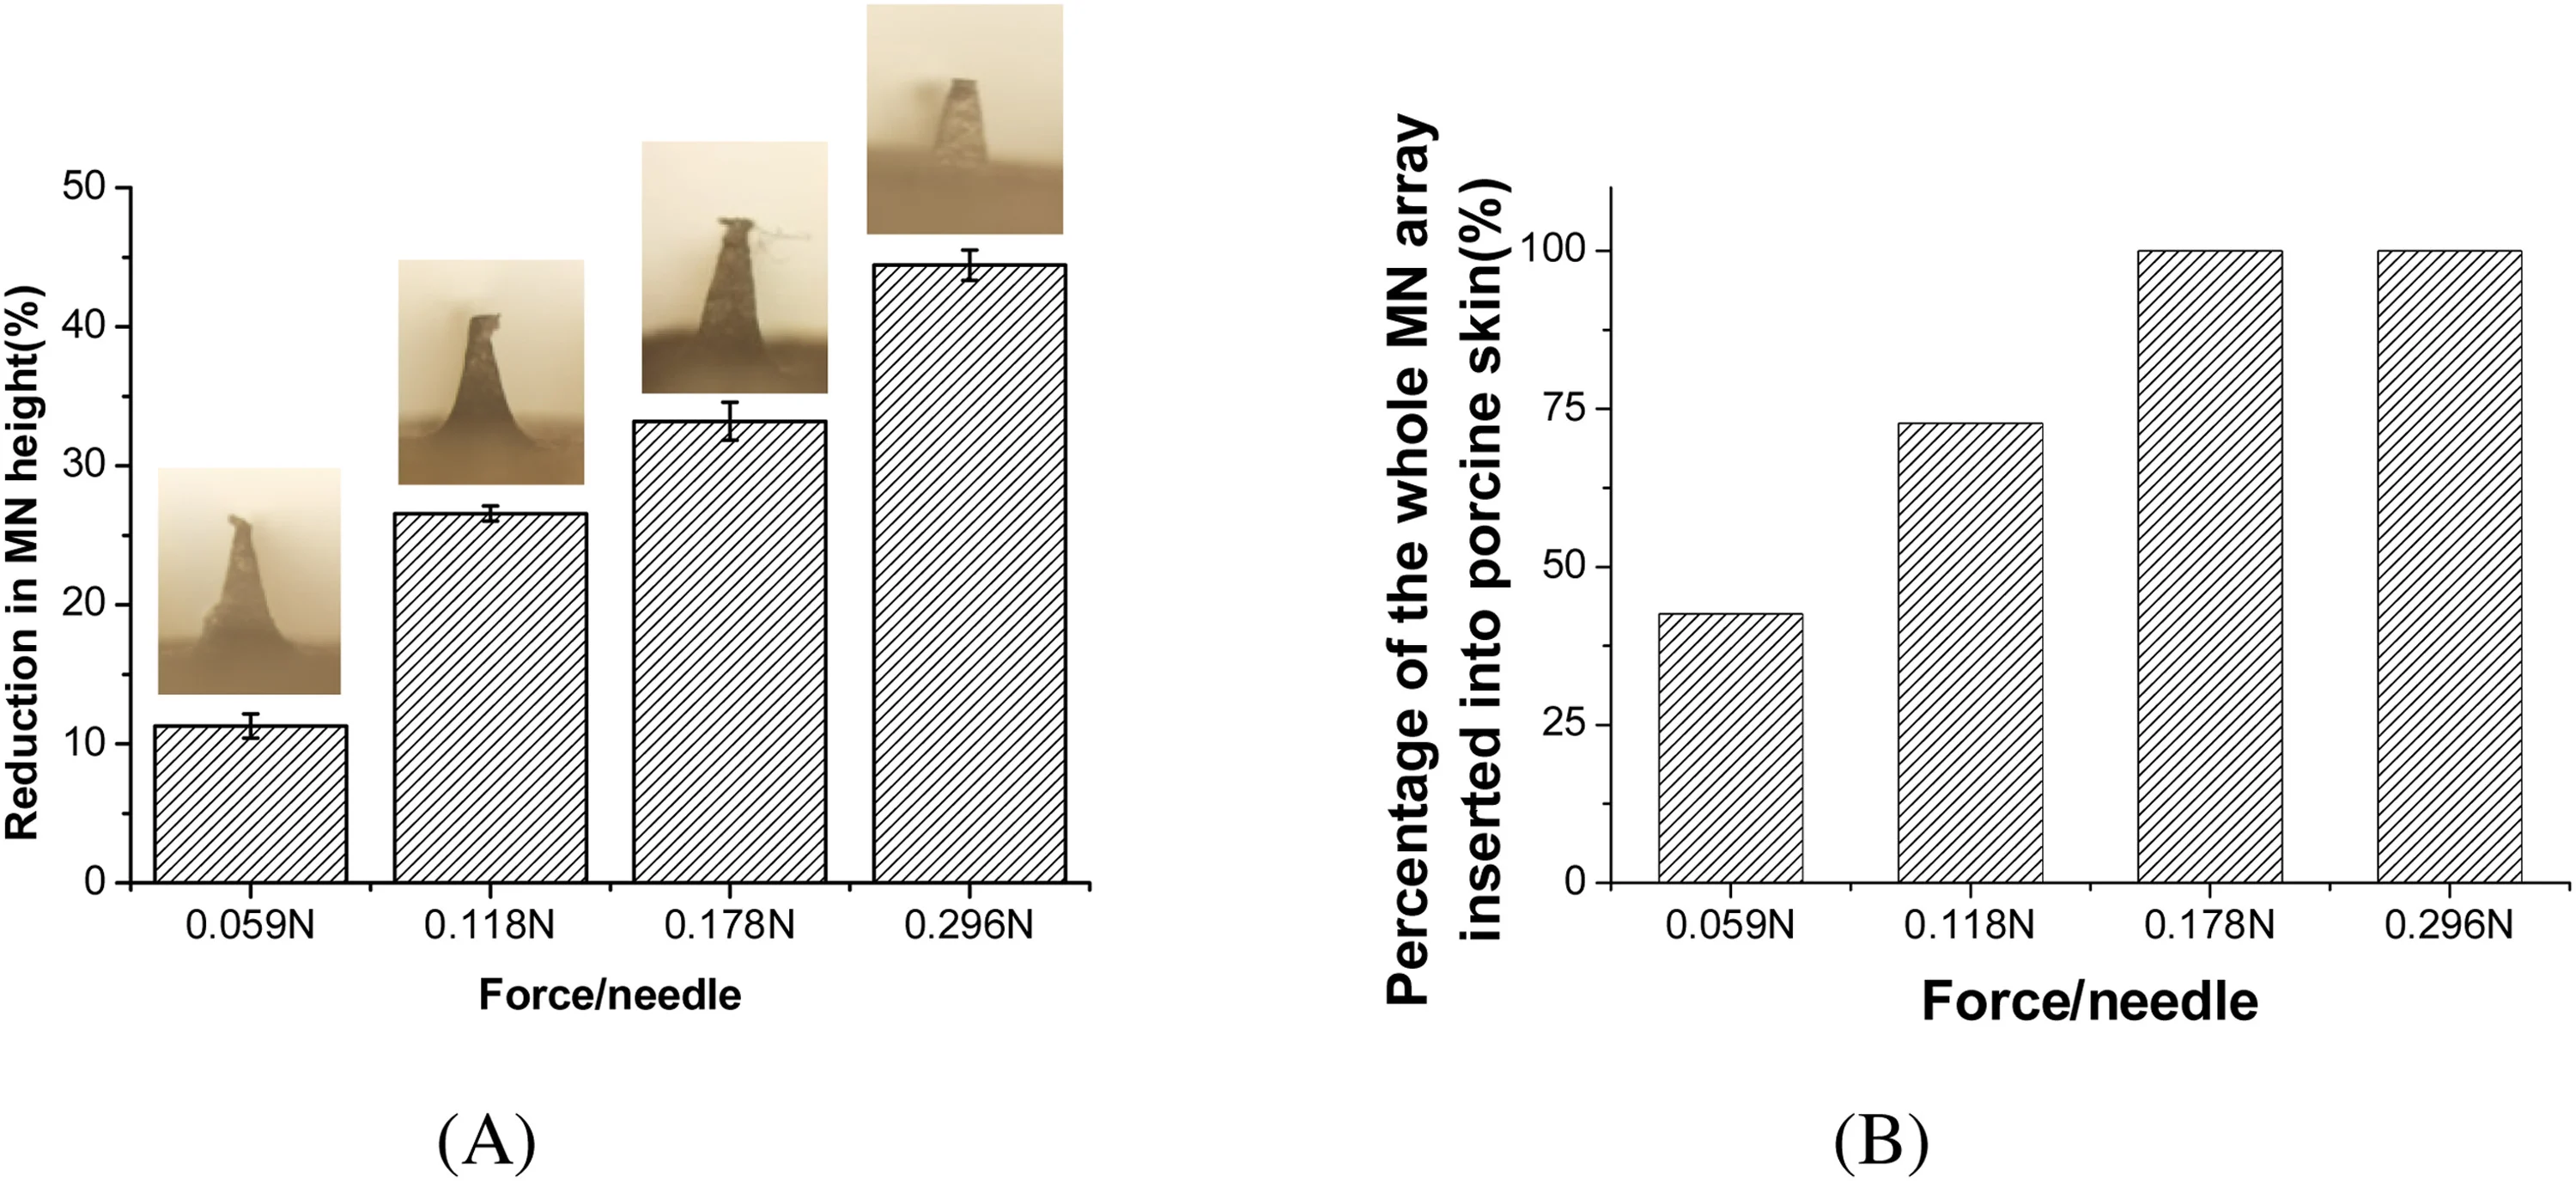 Reduction in MN height(%)
50
40
30
20
10
0
0.059N
0.118N
0.178N
0.296N
Force/needle
(A)
Percentage of the whole MN array
inserted into porcine skin(%)
100
75
50
25
0
0.059N
0.118N
0.178N
0.296N
Force/needle
(B)